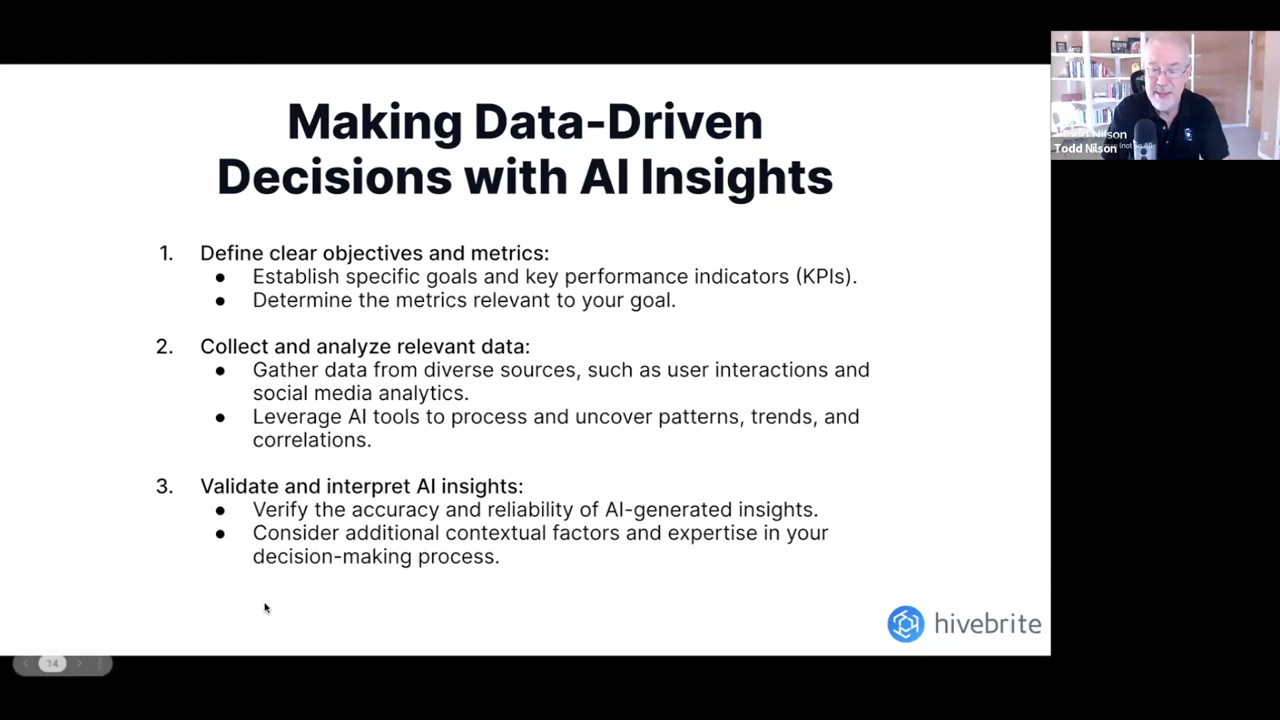 Making Data-Driven
Decisions with AI Insights
1. Define clear objectives and metrics:
● Establish specific goals and key performance indicators (KPIs).
● Determine the metrics relevant to your goal.
2. Collect and analyze relevant data:
● Gather data from diverse sources, such as user interactions and
social media analytics.
● Leverage AI tools to process and uncover patterns, trends, and
correlations.
3. Validate and interpret AI insights:
● Verify the accuracy and reliability of AI-generated insights.
● Consider additional contextual factors and expertise in your
decision-making process.
hivebrite
14
Todd Nilson